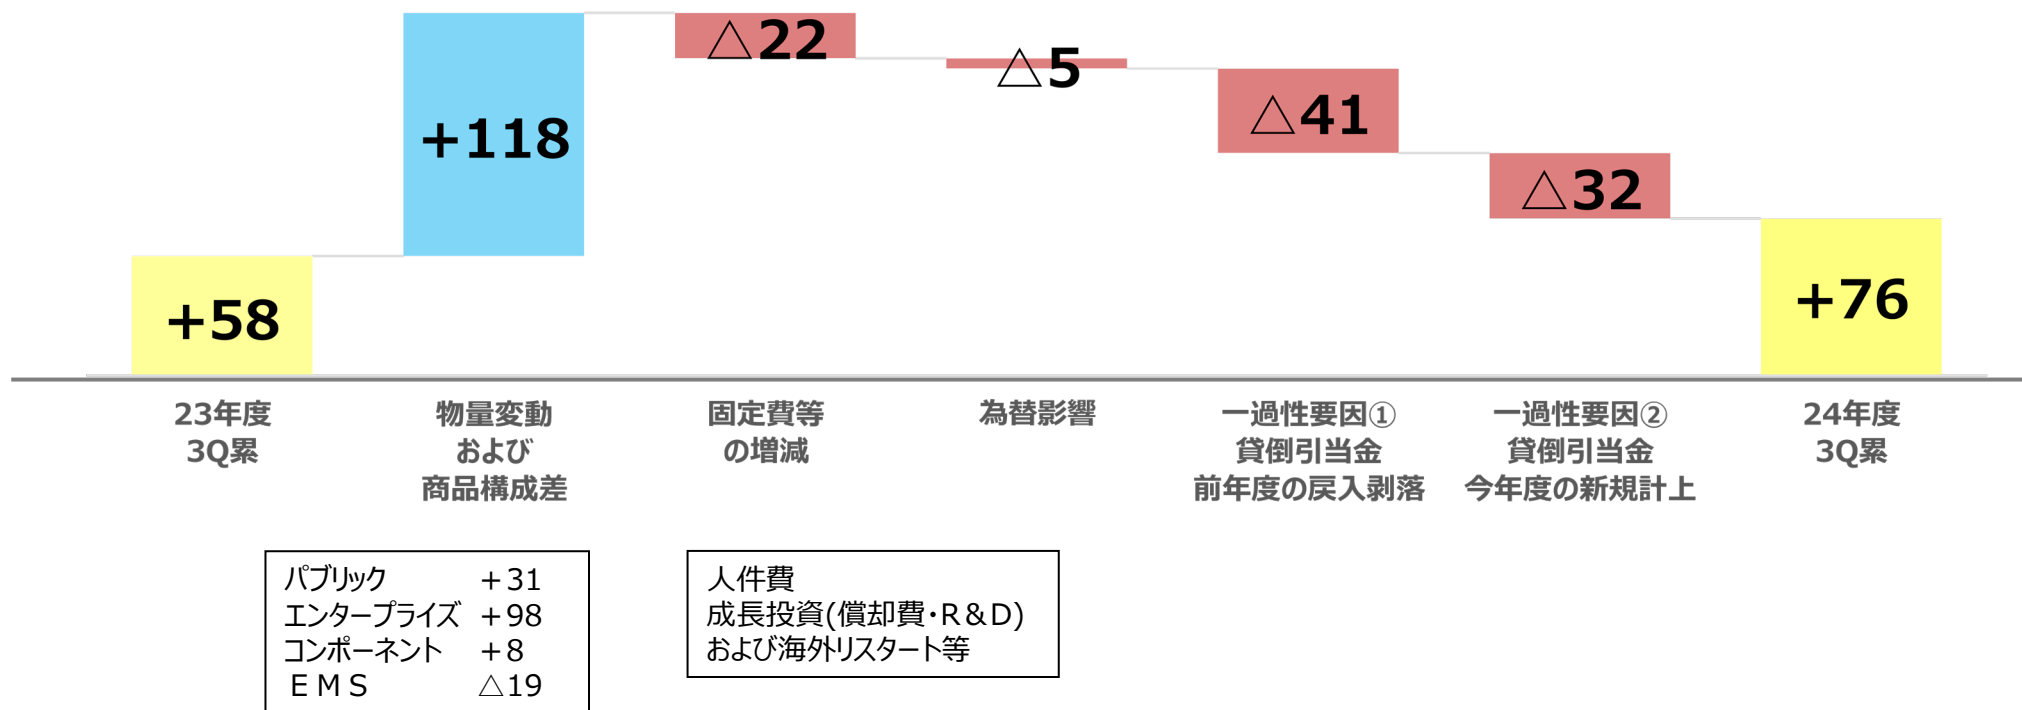 +58
+118
△22
△5
△41
△32
+76
23年度
3Q累
物量変動
および
商品構成差
固定費等
の増減
為替影響
一過性要因①
貸倒引当金
前年度の戻入剥落
一過性要因②
貸倒引当金
今年度の新規計上
24年度
3Q累
パブリック +31
エンタープライズ +98
コンポーネント +8
EMS △19
人件費
成長投資(償却費・R&D)
および海外リスタート等